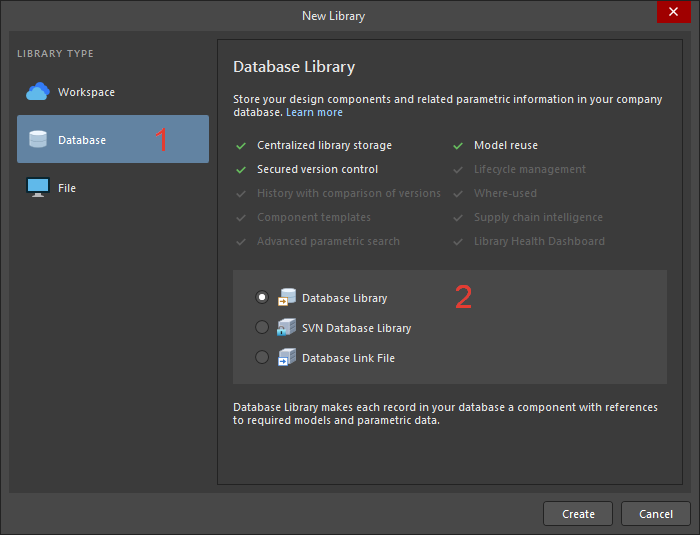 New Library
LIBRARY TYPE
Workspace
Database 1
File
Database Library
Store your design components and related parametric information in your company
database. Learn more
Centralized library storage
Model reuse
Secured version control
Lifecycle management
History with comparison of versions
Where-used
Component templates
Supply chain intelligence
Advanced parametric search
Library Health Dashboard
Database Library 2
SVN Database Library
Database Link File
Database Library makes each record in your database a component with references
to required models and parametric data.
Create
Cancel